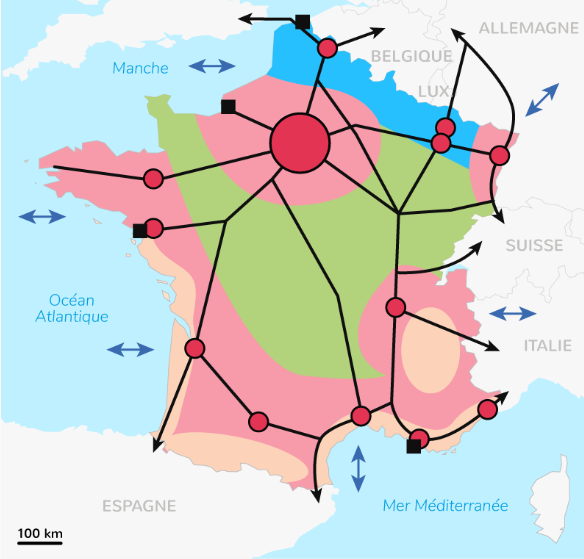 ALLEMAGNE
BELGIQUE
Manche
LUX.
SUISSE
Océan
Atlantique
ITALIE
ESPAGNE
Mer Méditerranée
100 km